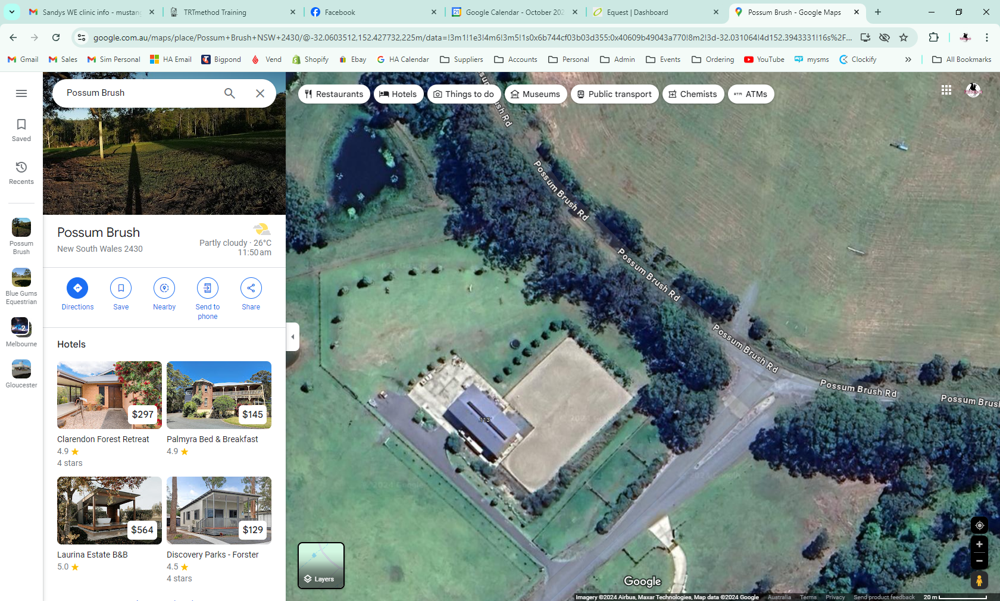 Sandys WE clinic info - mustang
TRTmethod Training
Facebook
Google Calendar - October 202
Equest | Dashboard
Possum Brush - Google Maps
google.com.au/maps/place/Possum+Brush+NSW+2430/@-32.0603512,152.427732,225m/data=!3m1!1e3!4m6!3m5!1s0x6b744cf03b03d355:0x40609b49043a770!8m2!3d-32.031064!4d152.3943331!16s%2F...
Gmail
Sales
Sim Personal
HA Email
Bigpond
Vend
Shopify
Ebay
HA Calendar
Suppliers
Accounts
Personal
Admin
Events
Ordering
YouTube
mysms
Clockify
All Bookmarks
Possum Brush
Restaurants
Hotels
Things to do
Museums
Public transport
Chemists
ATMs
Saved
Recents
Possum
Brush
Blue Gums
Equestrian
2
Melbourne
Gloucester
Possum Brush
New South Wales 2430
Partly cloudy · 26°C
11:50 am
Directions
Save
Nearby
Send to
phone
Share
Hotels
$297
$145
Clarendon Forest Retreat
4.9
4 stars
Palmyra Bed & Breakfast
4.9
$564
$129
Laurina Estate B&B
5.0
Discovery Parks - Forster
4.5
4 stars
sum Brush Rd
Possum Brush Rd
Possum Brush Rd
Possum Brush Rd
Possum Brush Rd
Possum Brus
113
Layers
Google
Imagery ©2024 Airbus, Maxar Technologies, Map data ©2024 Google
Australia
Terms
Privacy
Send product feedback
20 m